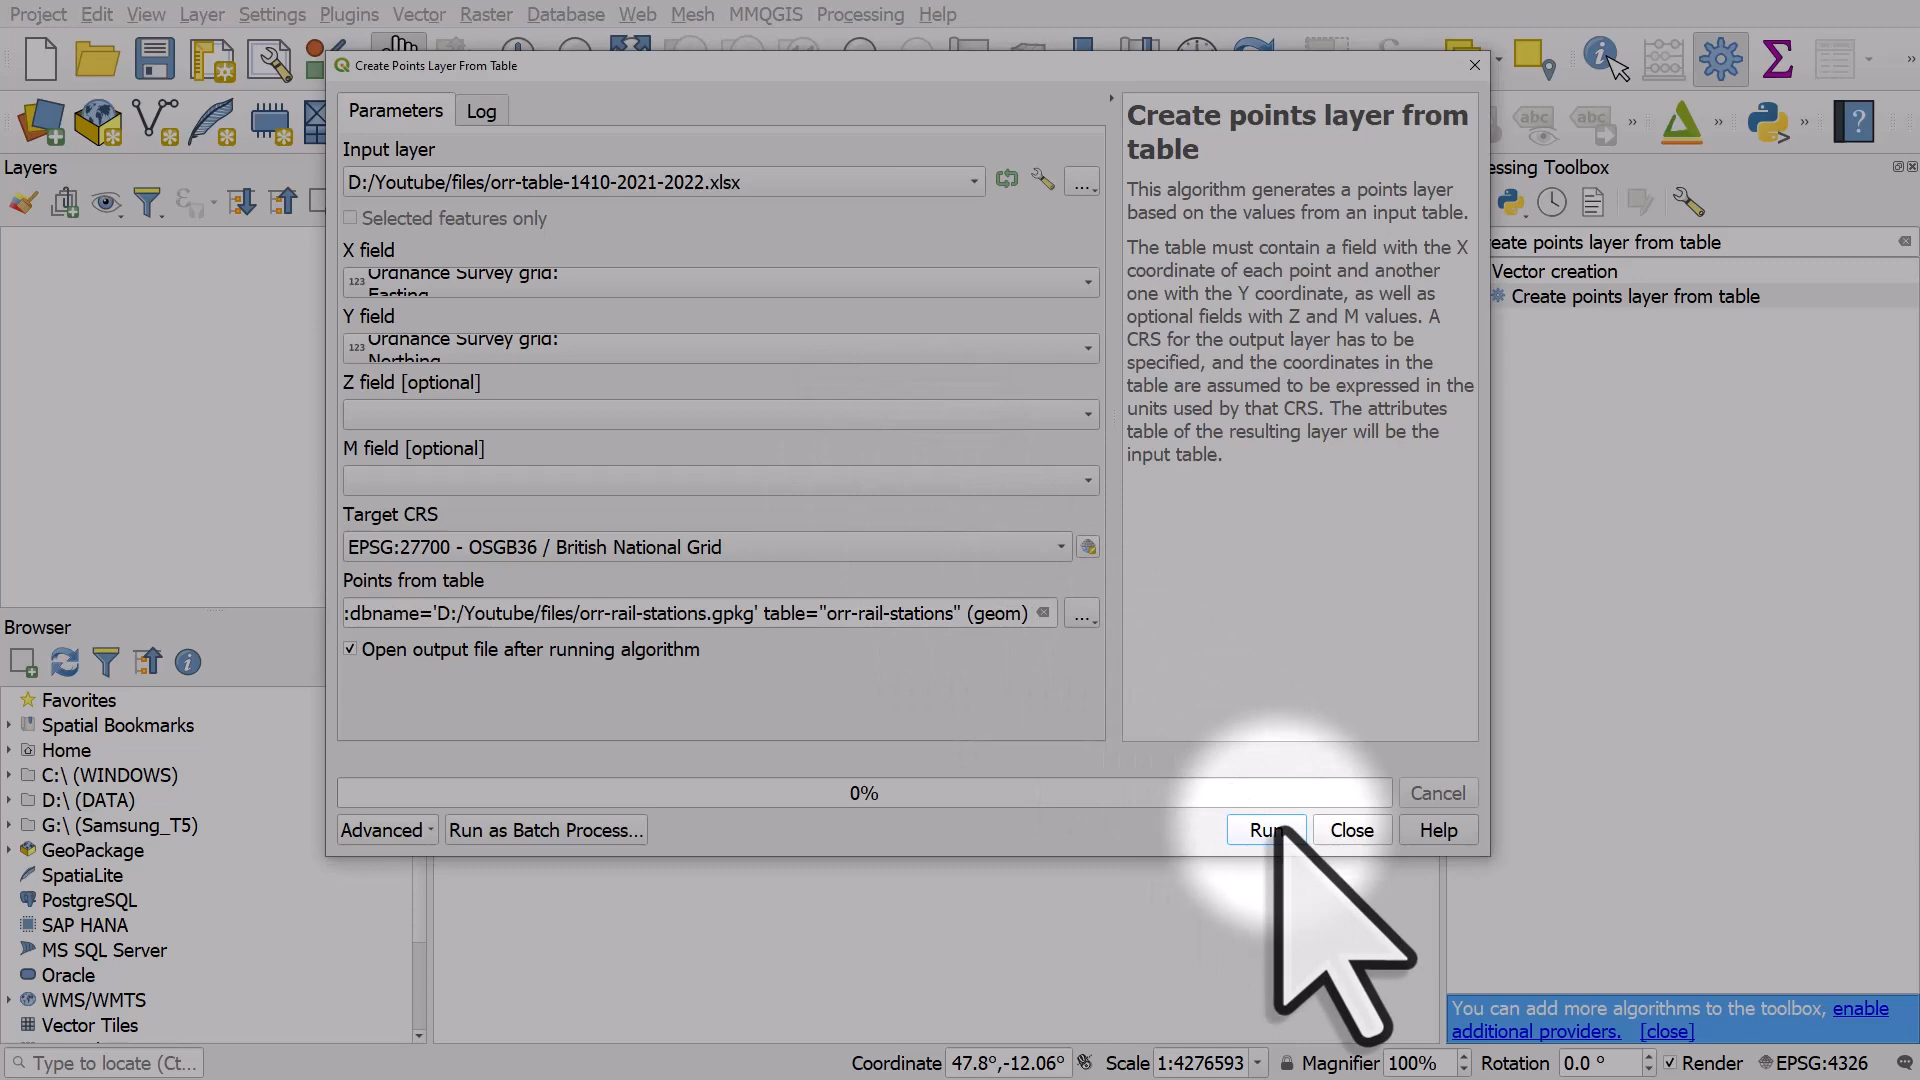 Project Edit View Layer Settings Plugins Vector Raster Database Web Mesh MMQGIS Processing Help
Create Points Layer From Table
Parameters Log
Input layer
D:/Youtube/files/orr-table-1410-2021-2022.xlsx
Selected features only
X field
123 Ordnance Survey grid:
Easting
Y field
123 Ordnance Survey grid:
Northing
Z field [optional]
M field [optional]
Target CRS
EPSG:27700 - OSGB36 / British National Grid
Points from table
:dbname='D:/Youtube/files/orr-rail-stations.gpkg' table="orr-rail-stations" (geom)
Open output file after running algorithm
0%
Cancel
Advanced Run as Batch Process... Run Close Help
Create points layer from
table
This algorithm generates a points layer
based on the values from an input table.
The table must contain a field with the X
coordinate of each point and another
one with the Y coordinate, as well as
optional fields with Z and M values. A
CRS for the output layer has to be
specified, and the coordinates in the
table are assumed to be expressed in the
units used by that CRS. The attributes
table of the resulting layer will be the
input table.
Layers
Browser
Favorites
Spatial Bookmarks
Home
C:\ (WINDOWS)
D:\ (DATA)
G:\ (Samsung_T5)
GeoPackage
SpatiaLite
PostgreSQL
SAP HANA
MS SQL Server
Oracle
WMS/WMTS
Vector Tiles
abc abc
essing Toolbox
eate points layer from table
Vector creation
Create points layer from table
You can add more algorithms to the toolbox, enable
additional providers. [close]
Type to locate (Ct... Coordinate 47.8°,-12.06° Scale 1:4276593 Magnifier 100% Rotation 0.0 ° Render EPSG:4326